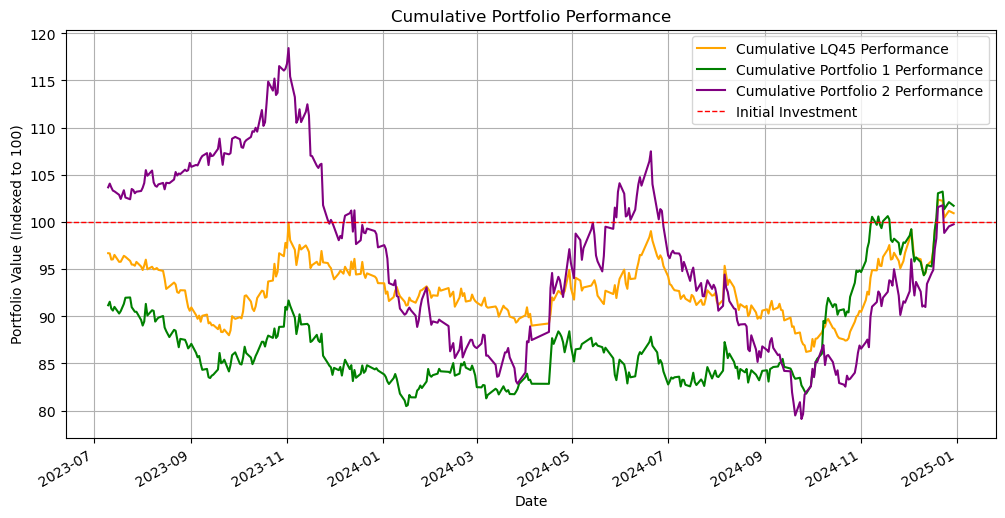 Cumulative Portfolio Performance
Cumulative LQ45 Performance
Cumulative Portfolio 1 Performance
Cumulative Portfolio 2 Performance
Initial Investment
Portfolio Value (Indexed to 100)
120
115
110
105
100
95
90
85
80
2023-07
2023-09
2023-11
2024-01
2024-03
2024-05
2024-07
2024-09
2024-11
2025-01
Date